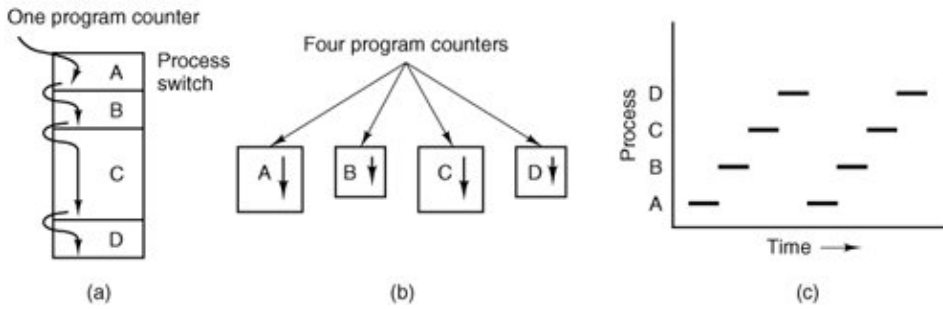 One program counter
Process
switch
A
B
C
D
(a)
Four program counters
A
B
C
D
(b)
Process
D
C
B
A
Time
(c)